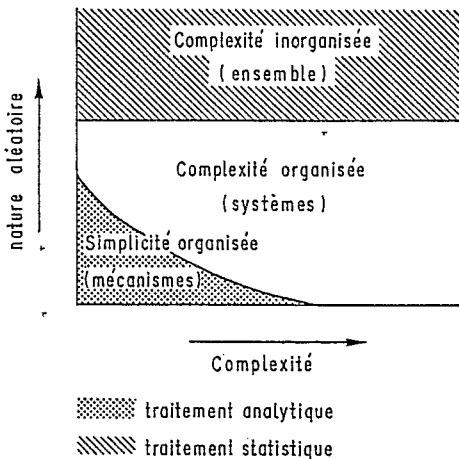 Complexité inorganisée
( ensemble )
Complexité organisée
( systèmes )
Simplicité organisée
(mécanismes)
nature aléatoire
Complexité
traitement analytique
traitement statistique